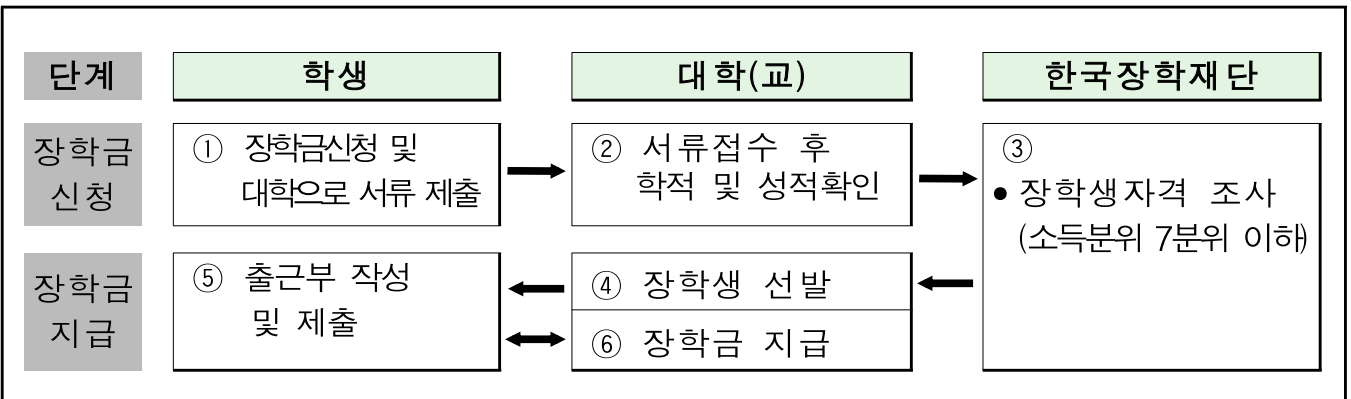 단계 학생 대학(교) 한국장학재단
장학금
신청
① 장학금신청 및
대학으로 서류 제출
② 서류접수 후
학적 및 성적확인
③
• 장학생자격 조사
(소득분위 7분위 이하)
장학금
지급
⑤ 출근부 작성
및 제출
④ 장학생 선발
⑥ 장학금 지급